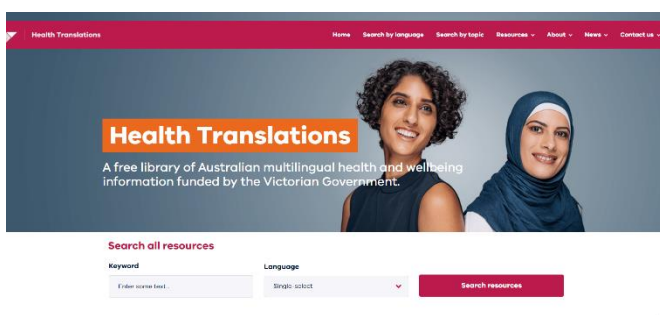 Health Translations
Home Search by language Search by topic Resources About News Contact us
Health Translations
A free library of Australian multilingual health and wellbeing
information funded by the Victorian Government.
Search all resources
Keyword Language
Enter some text.. Single-select Search resources